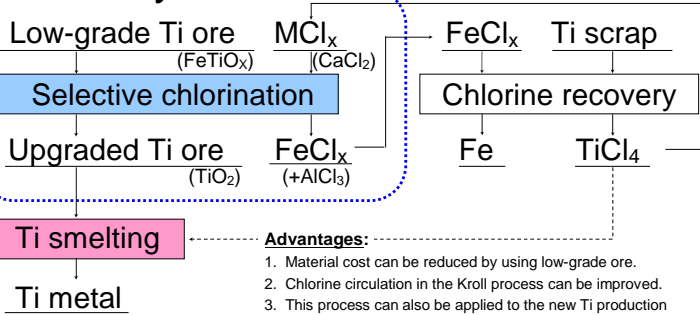 Low-grade Ti ore
(FeTiOX)
MClx
(CaCl2)
FeClx
Ti scrap
Selective chlorination
Chlorine recovery
Upgraded Ti ore
(TiO2)
FeClx
(+AlCl3)
Fe
TiCl4
Ti smelting
Ti metal
Advantages:
1. Material cost can be reduced by using low-grade ore.
2. Chlorine circulation in the Kroll process can be improved.
3. This process can also be applied to the new Ti production